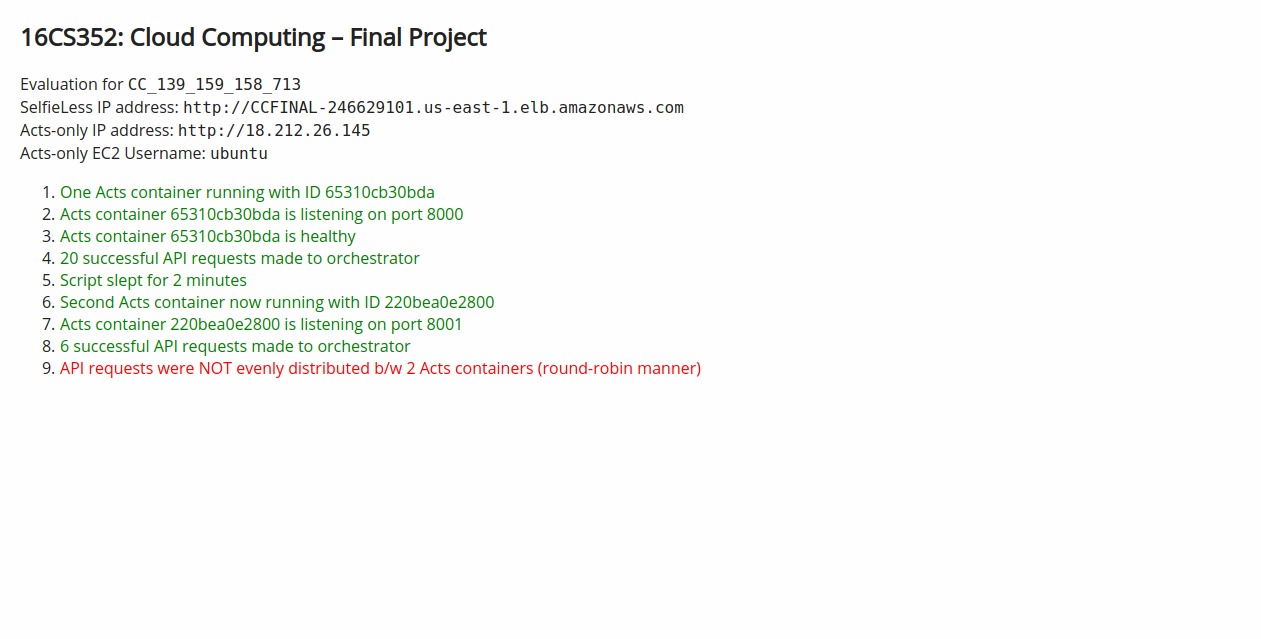 16CS352: Cloud Computing – Final Project
Evaluation for CC_139_159_158_713
SelfieLess IP address: http://CCFINAL-246629101.us-east-1.elb.amazonaws.com
Acts-only IP address: http://18.212.26.145
Acts-only EC2 Username: ubuntu
1. One Acts container running with ID 65310cb30bda
2. Acts container 65310cb30bda is listening on port 8000
3. Acts container 65310cb30bda is healthy
4. 20 successful API requests made to orchestrator
5. Script slept for 2 minutes
6. Second Acts container now running with ID 220bea0e2800
7. Acts container 220bea0e2800 is listening on port 8001
8. 6 successful API requests made to orchestrator
9. API requests were NOT evenly distributed b/w 2 Acts containers (round-robin manner)